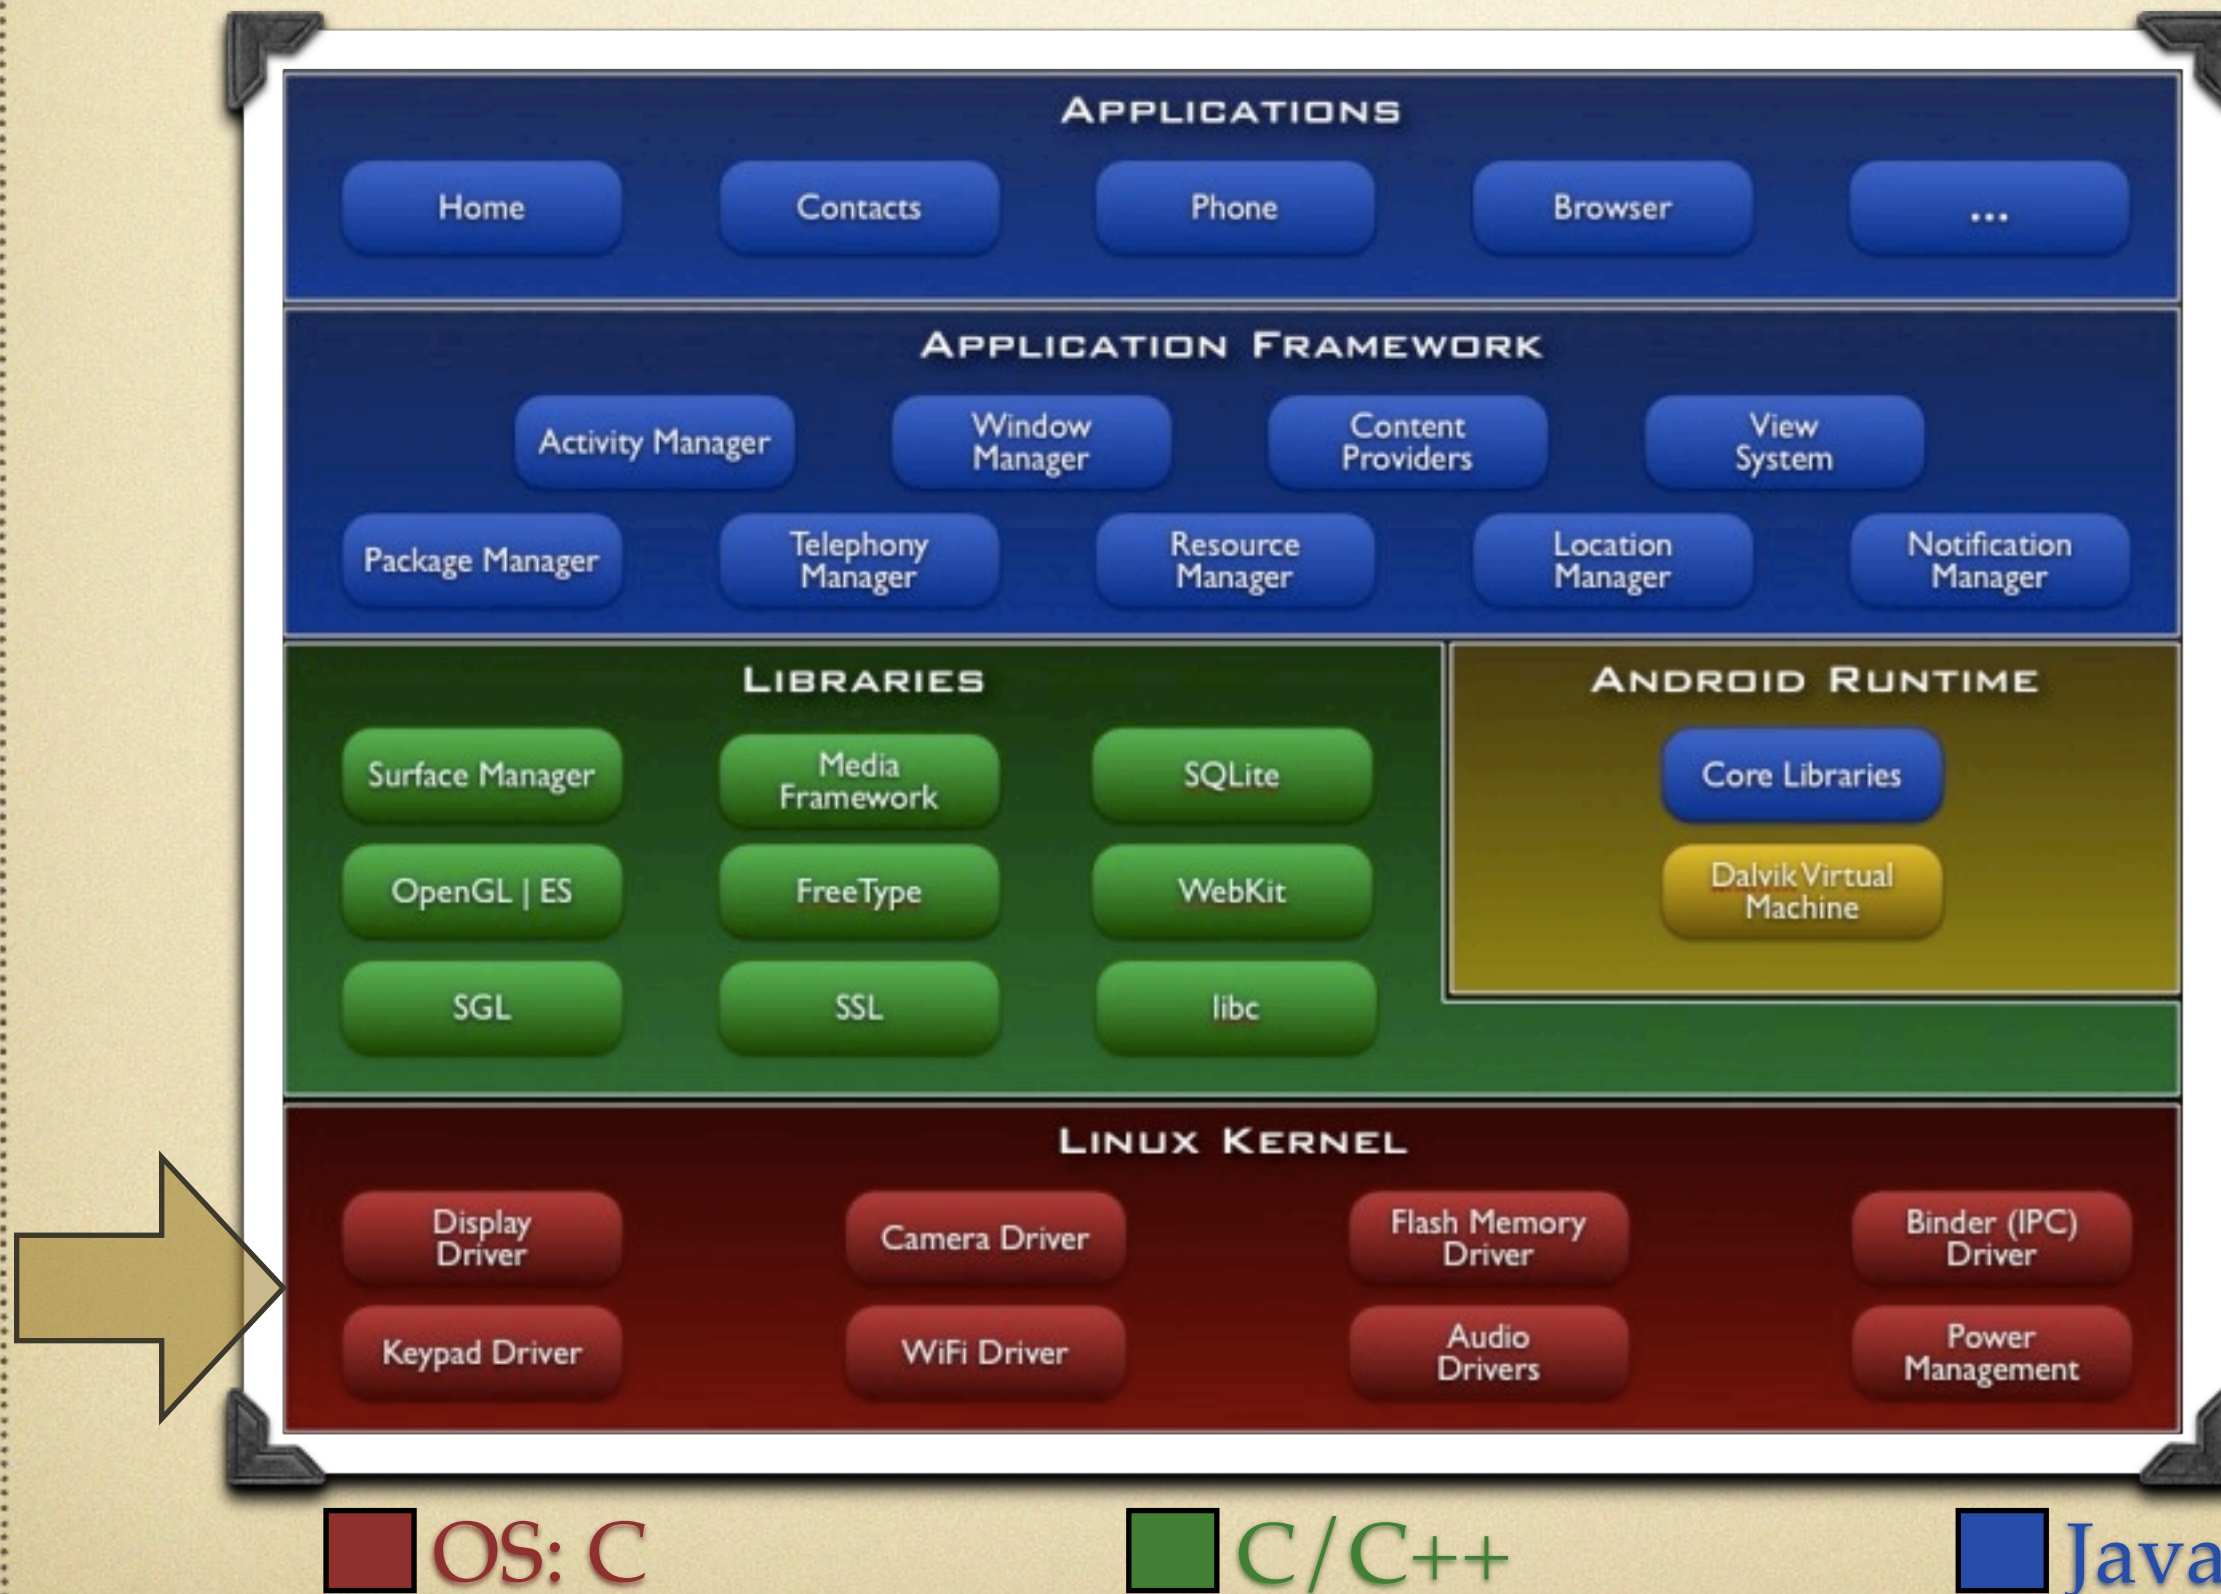 APPLICATIONS
Home
Contacts
Phone
Browser
...
APPLICATION FRAMEWORK
Activity Manager
Window
Manager
Content
Providers
View
System
Package Manager
Telephony
Manager
Resource
Manager
Location
Manager
Notification
Manager
LIBRARIES
Surface Manager
Media
Framework
SQLite
OpenGL | ES
FreeType
WebKit
SGL
SSL
libc
ANDROID RUNTIME
Core Libraries
Dalvik Virtual
Machine
LINUX KERNEL
Display
Driver
Camera Driver
Flash Memory
Driver
Binder (IPC)
Driver
Keypad Driver
WiFi Driver
Audio
Drivers
Power
Management
OS: C
C/C++
Java